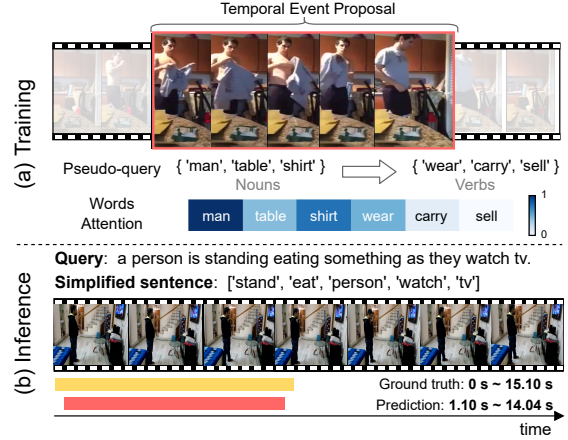 Temporal Event Proposal
(a) Training
Pseudo-query { 'man', 'table', 'shirt' } { 'wear', 'carry', 'sell' }
Nouns Verbs
Words
Attention
man table shirt wear carry sell
1
0
Query: a person is standing eating something as they watch tv.
Simplified sentence: ['stand', 'eat', 'person', 'watch', 'tv']
(b) Inference
Ground truth: 0 s ~ 15.10 s
Prediction: 1.10 s ~ 14.04 s
time